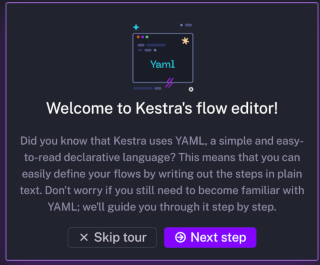 Yaml
Welcome to Kestra's flow editor!
Did you know that Kestra uses YAML, a simple and easy-
to-read declarative language? This means that you can
easily define your flows by writing out the steps in plain
text. Don't worry if you still need to become familiar with
YAML; we'll guide you through it step by step.
Skip tour
Next step